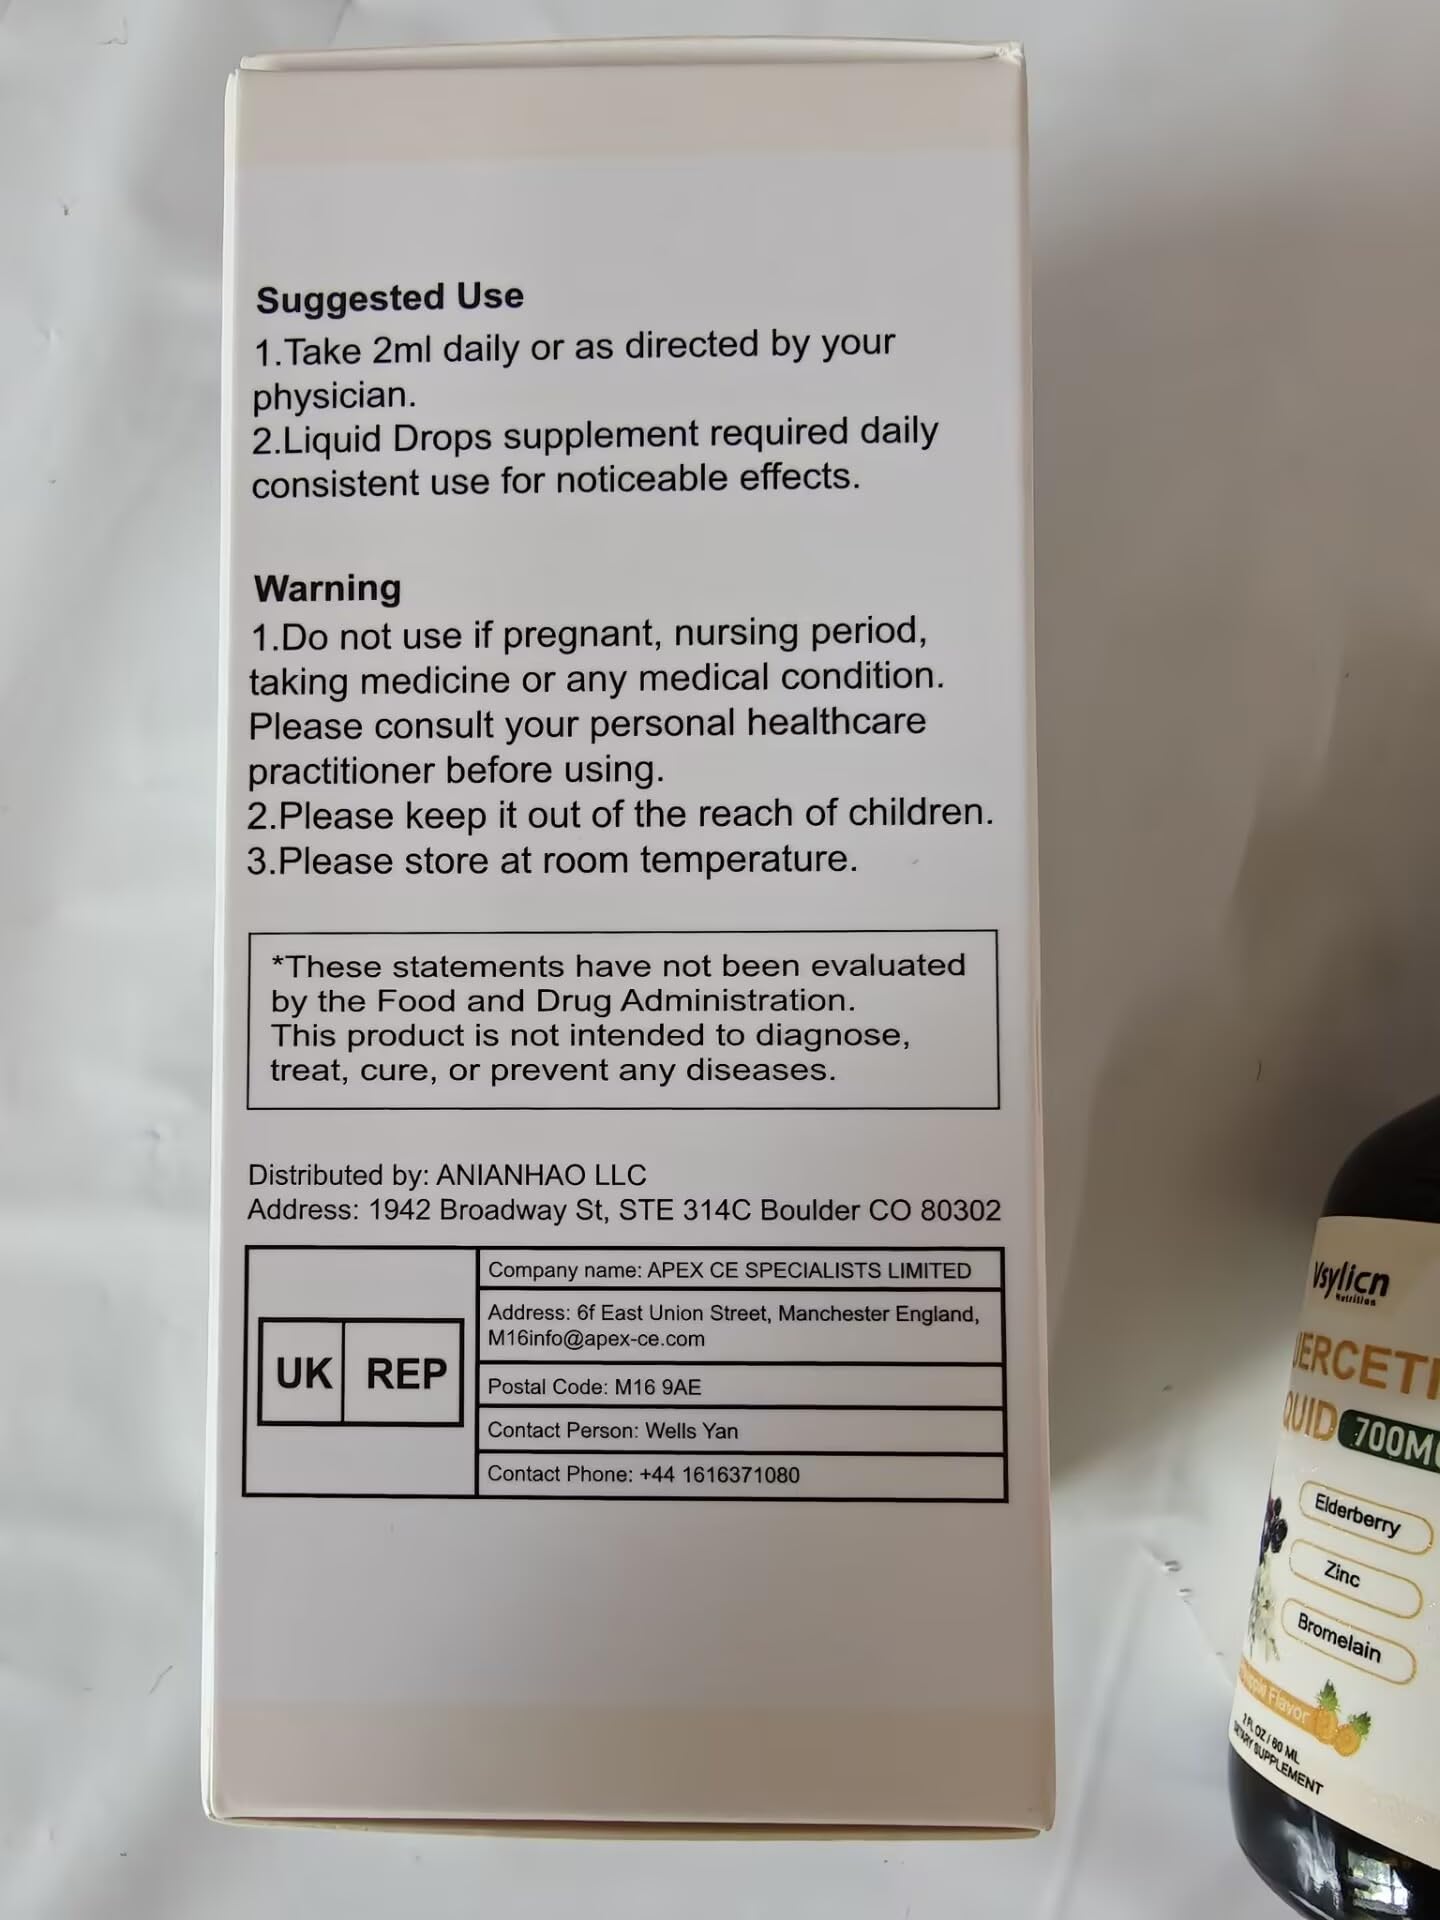 Suggested Use
1.Take 2ml daily or as directed by your
physician.
2.Liquid Drops supplement required daily
consistent use for noticeable effects.
Warning
1.Do not use if pregnant, nursing period,
taking medicine or any medical condition.
Please consult your personal healthcare
practitioner before using.
2.Please keep it out of the reach of children.
3.Please store at room temperature.
*These statements have not been evaluated
by the Food and Drug Administration.
This product is not intended to diagnose,
treat, cure, or prevent any diseases.
Distributed by: ANIANHAO LLC
Address: 1942 Broadway St, STE 314C Boulder CO 80302
UK REP
Company name: APEX CE SPECIALISTS LIMITED
Address: 6f East Union Street, Manchester England,
M16info@apex-ce.com
Postal Code: M16 9AE
Contact Person: Wells Yan
Contact Phone: +44 1616371080
Vsylicn
Nutrition
UERCETI
QUID 700M
Elderberry
Zinc
Bromelain
Flavor
2 FL OZ / 60 ML
SUPPLEMENT